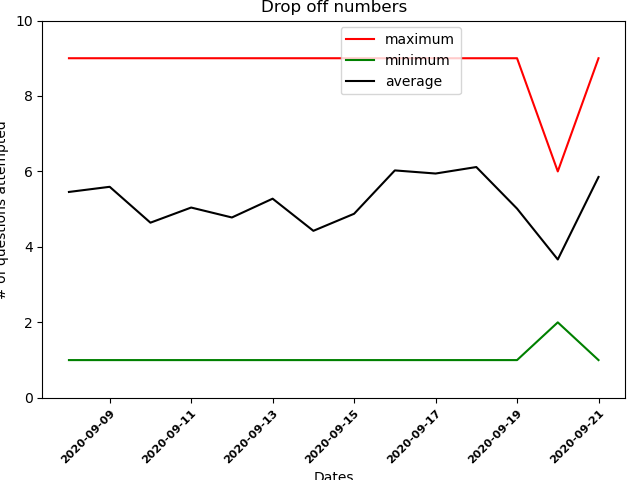 Drop off numbers
maximum
minimum
average
10
8
6
4
2
0
# of questions attempted
2020-09-09
2020-09-11
2020-09-13
2020-09-15
2020-09-17
2020-09-19
2020-09-21
Dates